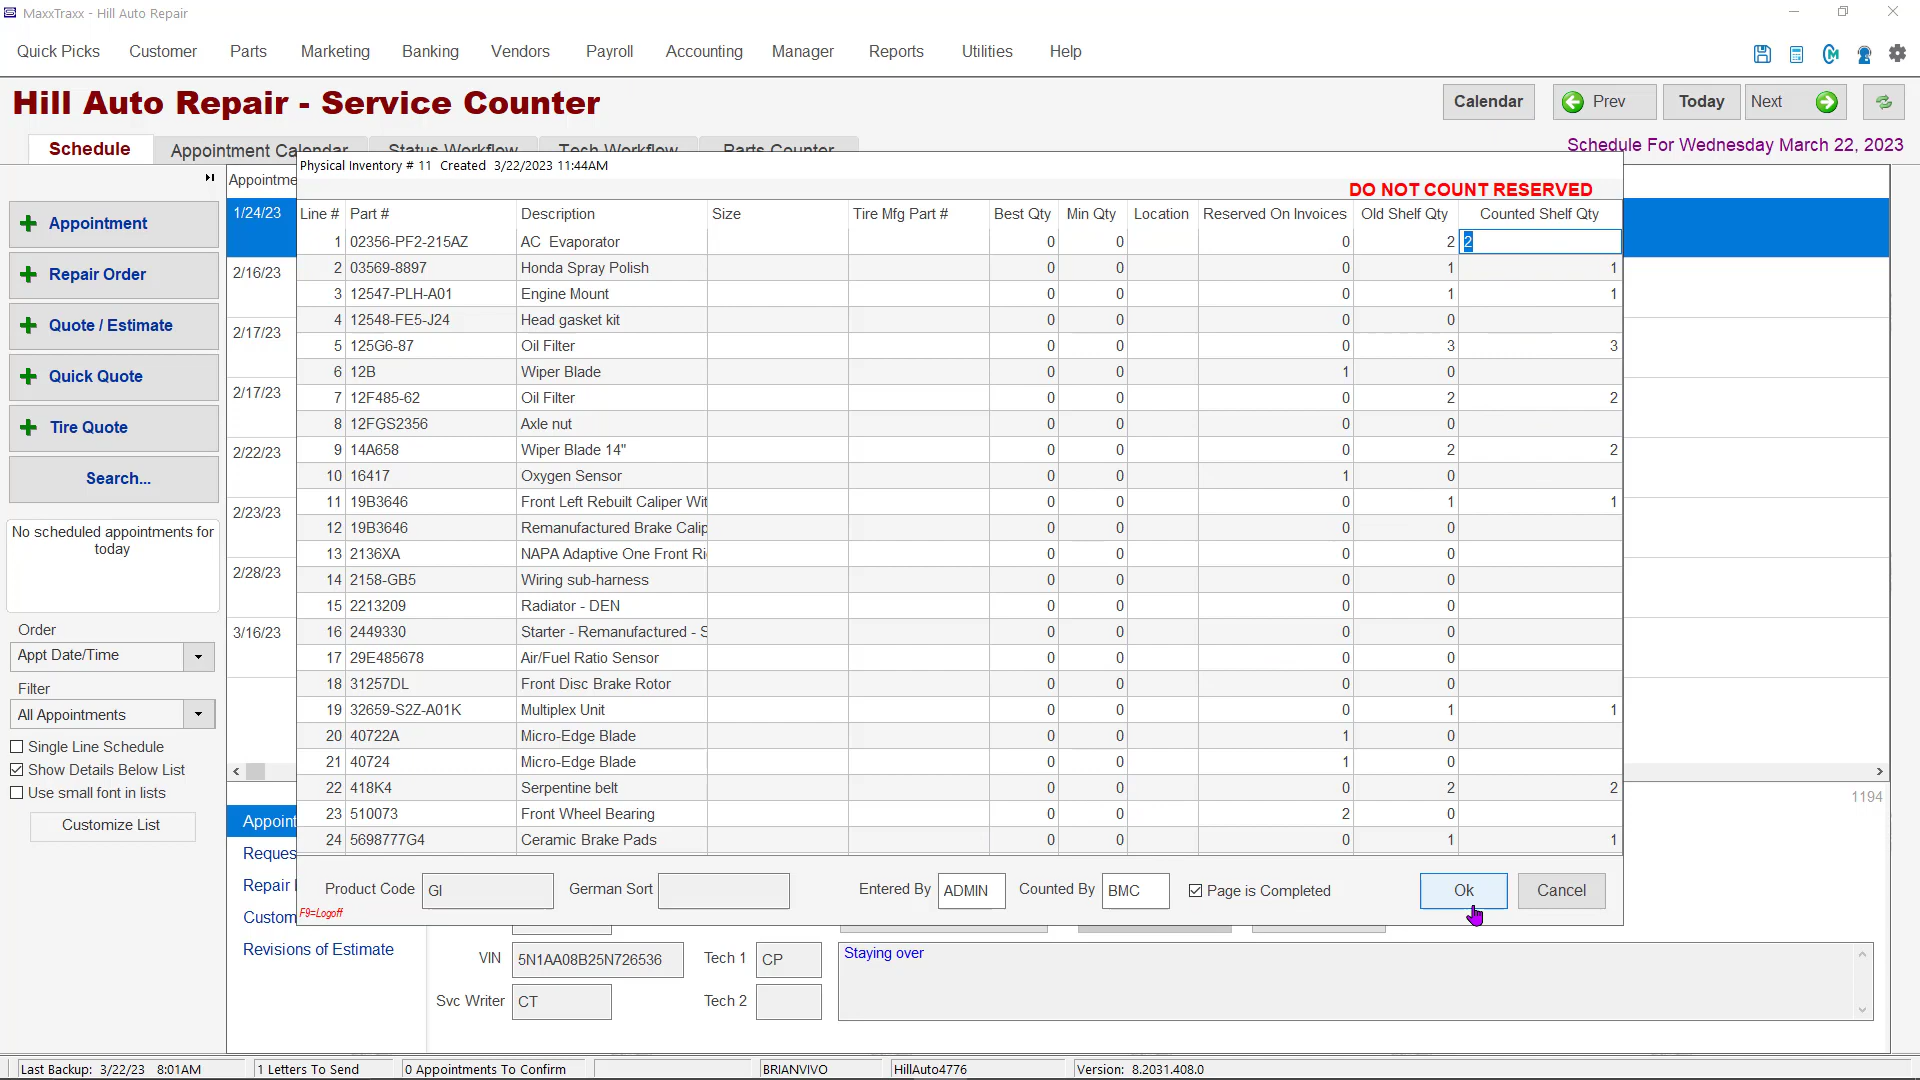 MaxxTraxx - Hill Auto Repair
Quick Picks Customer Parts Marketing Banking Vendors Payroll Accounting Manager Reports Utilities Help
Hill Auto Repair - Service Counter
Calendar Prev Today Next
Schedule Appointment Calendar Status Workflow Tech Workflow Parts Counter
Schedule For Wednesday March 22, 2023
Appointment
Repair Order
Quote / Estimate
Quick Quote
Tire Quote
Search...
No scheduled appointments for
today
Order
Appt Date/Time
Filter
All Appointments
Single Line Schedule
Show Details Below List
Use small font in lists
Customize List
Appointme
1/24/23
2/16/23
2/17/23
2/17/23
2/22/23
2/23/23
2/28/23
3/16/23
Physical Inventory # 11 Created 3/22/2023 11:44AM
DO NOT COUNT RESERVED
Line # Part # Description Size Tire Mfg Part # Best Qty Min Qty Location Reserved On Invoices Old Shelf Qty Counted Shelf Qty
1 02356-PF2-215AZ AC Evaporator 0 0 0 2 2
2 03569-8897 Honda Spray Polish 0 0 0 1 1
3 12547-PLH-A01 Engine Mount 0 0 0 1 1
4 12548-FE5-J24 Head gasket kit 0 0 0 0
5 125G6-87 Oil Filter 0 0 0 3 3
6 12B Wiper Blade 0 0 1 0
7 12F485-62 Oil Filter 0 0 0 2 2
8 12FGS2356 Axle nut 0 0 0 0
9 14A658 Wiper Blade 14" 0 0 0 2 2
10 16417 Oxygen Sensor 0 0 1 0
11 19B3646 Front Left Rebuilt Caliper Wit 0 0 0 1 1
12 19B3646 Remanufactured Brake Calip 0 0 0 0
13 2136XA NAPA Adaptive One Front Ri 0 0 0 0
14 2158-GB5 Wiring sub-harness 0 0 0 0
15 2213209 Radiator - DEN 0 0 0 0
16 2449330 Starter - Remanufactured - S 0 0 0 0
17 29E485678 Air/Fuel Ratio Sensor 0 0 0 0
18 31257DL Front Disc Brake Rotor 0 0 0 0
19 32659-S2Z-A01K Multiplex Unit 0 0 0 1 1
20 40722A Micro-Edge Blade 0 0 1 0
21 40724 Micro-Edge Blade 0 0 1 0
22 418K4 Serpentine belt 0 0 0 2 2
23 510073 Front Wheel Bearing 0 0 2 0
24 5698777G4 Ceramic Brake Pads 0 0 0 1 1
Product Code GI German Sort Entered By ADMIN Counted By BMC Page is Completed Ok Cancel
F9=Logoff
1194
Appoint
Reques
Repair
Custom
Revisions of Estimate
VIN 5N1AA08B25N726536 Tech 1 CP Staying over
Svc Writer CT Tech 2
Last Backup: 3/22/23 8:01AM 1 Letters To Send 0 Appointments To Confirm BRIANVIVO HillAuto4776 Version: 8.2031.408.0